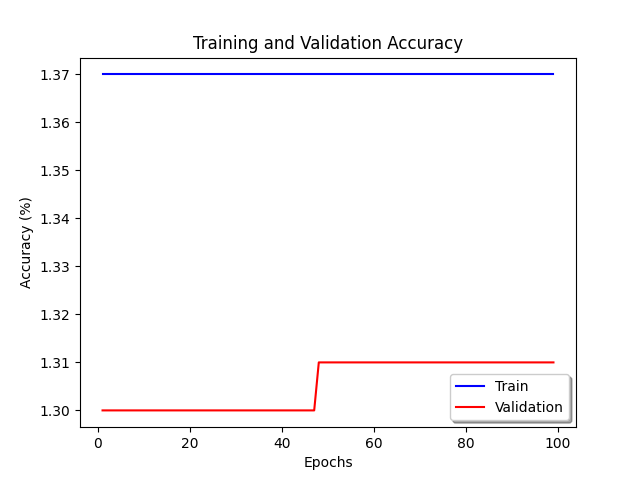 Training and Validation Accuracy
Accuracy (%)
1.37
1.36
1.35
1.34
1.33
1.32
1.31
1.30
0 20 40 60 80 100
Epochs
Train
Validation